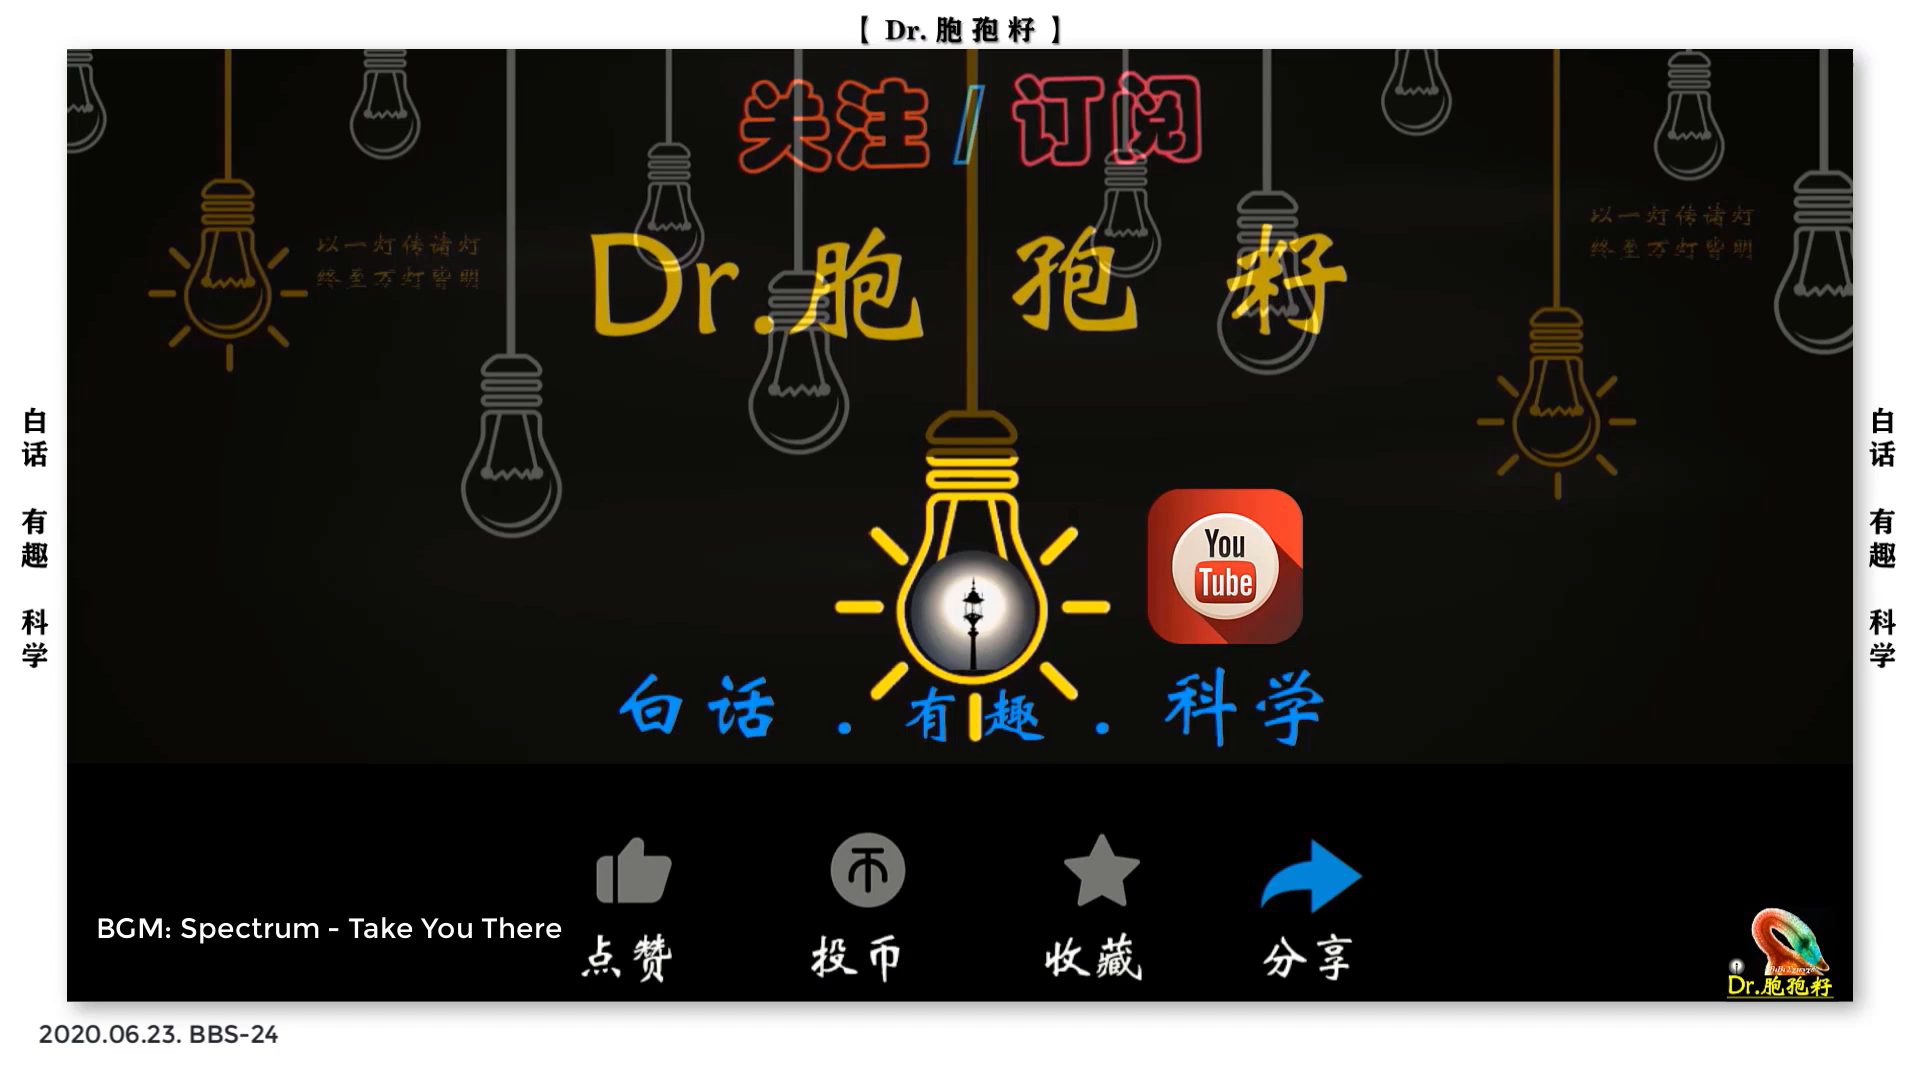 【 Dr. 胞 孢 籽 】
关注 / 订阅
以一灯传诸灯
终至万灯皆明
以一灯传诸灯
终至万灯皆明
Dr. 胞 孢 籽
You
Tube
白话 . 有趣 . 科学
白话 有趣 科学
白话 有趣 科学
BGM: Spectrum - Take You There
点赞 投币 收藏 分享
Dr.胞孢籽
2020.06.23. BBS-24